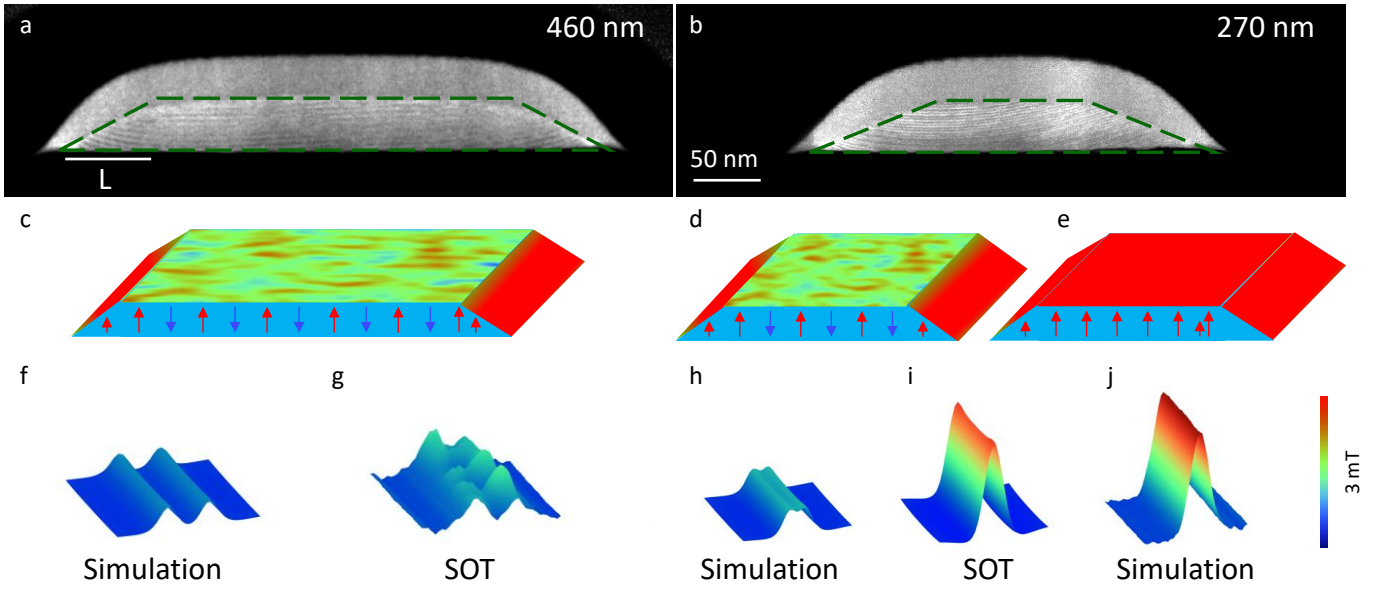 a
460 nm
b
270 nm
L
50 nm
c
d
e
f
g
h
i
j
3 mT
Simulation
SOT
Simulation
SOT
Simulation